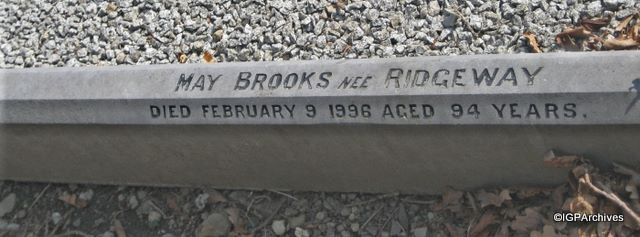 MAY BROOKS NEE RIDGEWAY
DIED FEBRUARY 9 1996 AGED 94 YEARS.
©IGPArchives